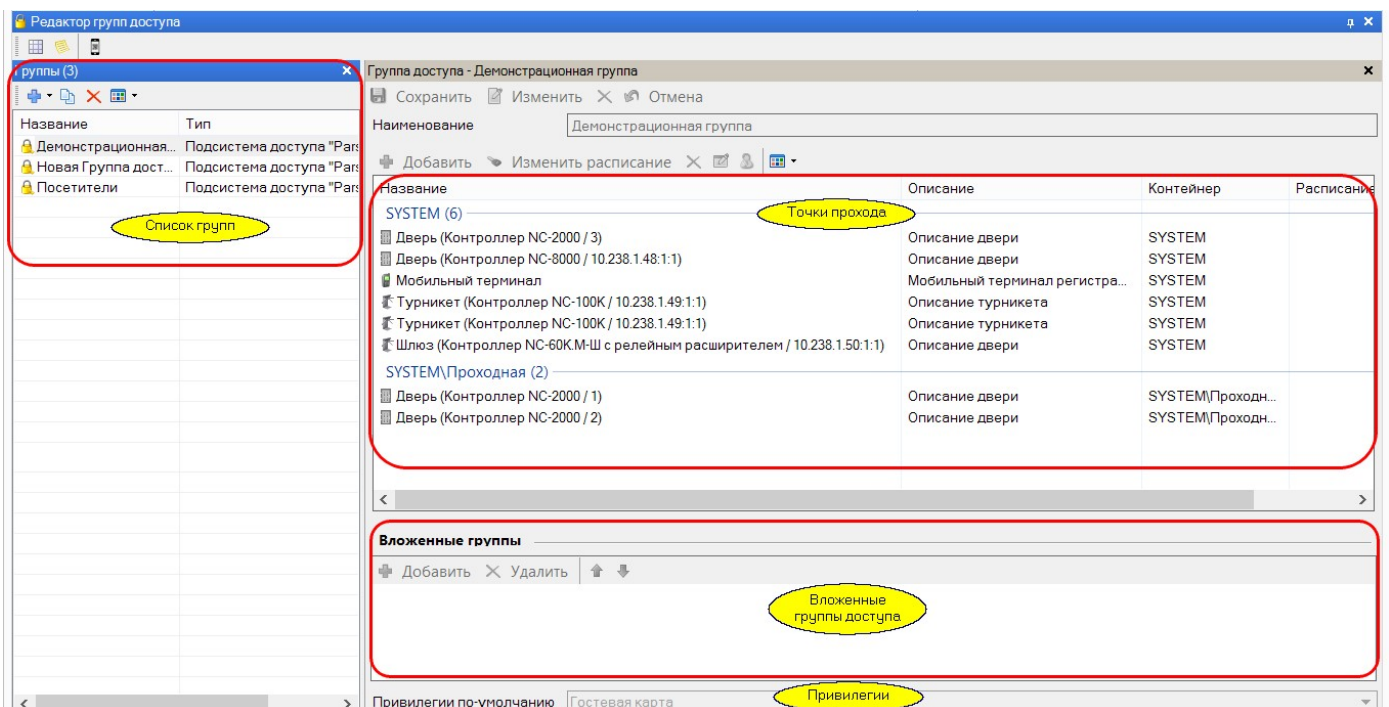 Редактор групп доступа
Группы (3)
Название Тип
Демонстрационная... Подсистема доступа "Pars
Новая Группа дост... Подсистема доступа "Pars
Посетители Подсистема доступа "Pars
Список групп
Группа доступа - Демонстрационная группа
Сохранить Изменить Отмена
Наименование Демонстрационная группа
Добавить Изменить расписание
Название Описание Контейнер Расписание
SYSTEM (6)
Точки прохода
Дверь (Контроллер NC-2000 / 3) Описание двери SYSTEM
Дверь (Контроллер NC-8000 / 10.238.1.48:1:1) Описание двери SYSTEM
Мобильный терминал Мобильный терминал регистра... SYSTEM
Турникет (Контроллер NC-100K / 10.238.1.49:1:1) Описание турникета SYSTEM
Турникет (Контроллер NC-100K / 10.238.1.49:1:1) Описание турникета SYSTEM
Шлюз (Контроллер NC-60K.М-Ш с релейным расширителем / 10.238.1.50:1:1) Описание двери SYSTEM
SYSTEM\Проходная (2)
Дверь (Контроллер NC-2000 / 1) Описание двери SYSTEM\Проходн...
Дверь (Контроллер NC-2000 / 2) Описание двери SYSTEM\Проходн...
Вложенные группы
Добавить Удалить
Вложенные
группы доступа
Привилегии по-умолчанию Гостевая карта
Привилегии